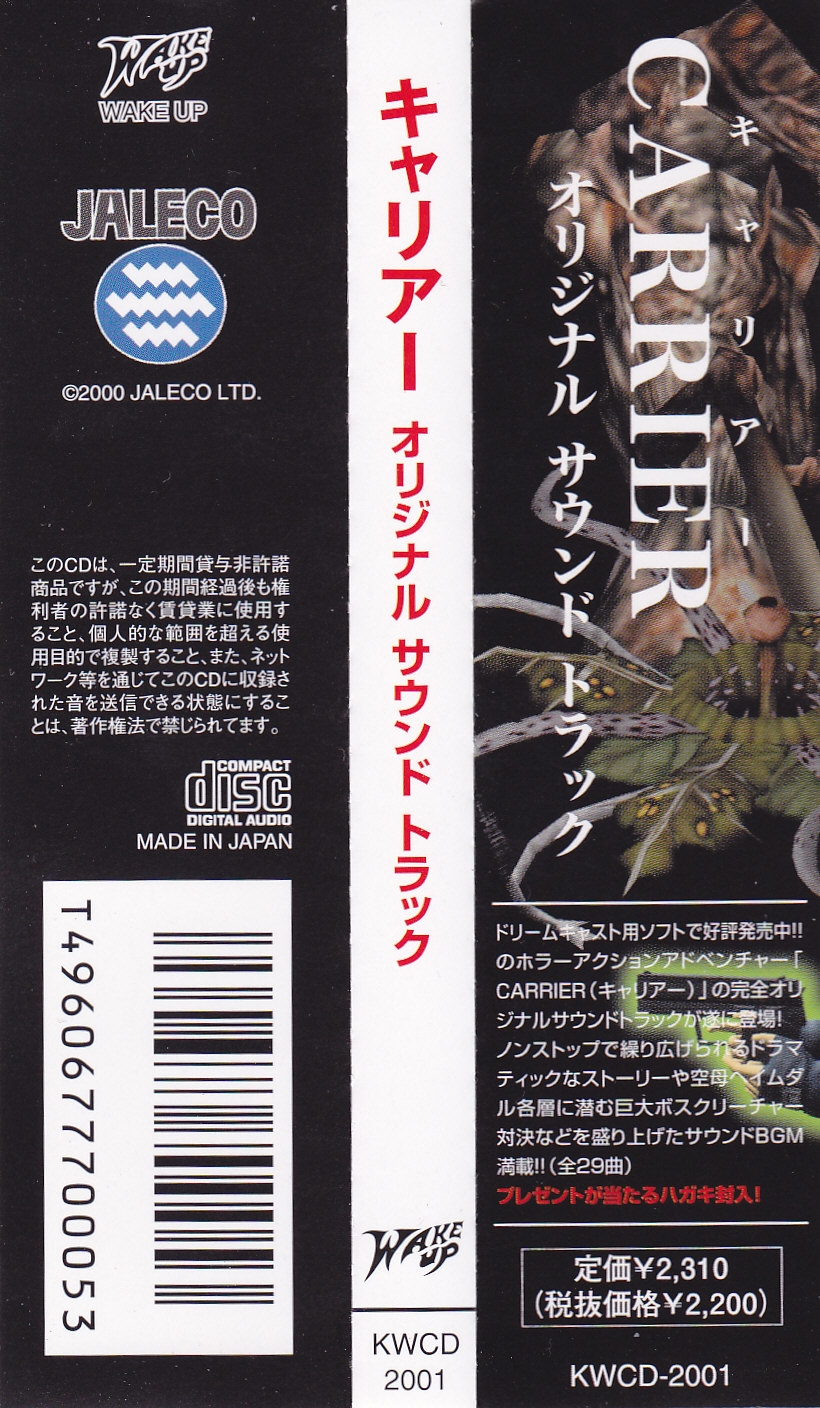 WAKE UP
WAKE UP
JALECO
©2000 JALECO LTD.
このCDは、一定期間貸与非許諾
商品ですが、この期間経過後も権
利者の許諾なく賃貸業に使用す
ること、個人的な範囲を超える使
用目的で複製すること、また、ネット
ワーク等を通じてこのCDに収録さ
れた音を送信できる状態にするこ
とは、著作権法で禁じられてます。
COMPACT
disc
DIGITAL AUDIO
MADE IN JAPAN
T4960677700053
キャリアー オリジナル サウンド トラック
WAKE UP
KWCD
2001
キャリアー
CARRIER
オリジナル サウンド トラック
ドリームキャスト用ソフトで好評発売中!!
のホラーアクションアドベンチャー「
CARRIER(キャリアー)」の完全オリ
ジナルサウンドトラックが遂に登場!
ノンストップで繰り広げられるドラマ
ティックなストーリーや空母ヘイムダ
ル各層に潜む巨大ボスクリーチャー
対決などを盛り上げたサウンドBGM
満載!!(全29曲)
プレゼントが当たるハガキ封入!
定価¥2,310
(税抜価格¥2,200)
KWCD-2001